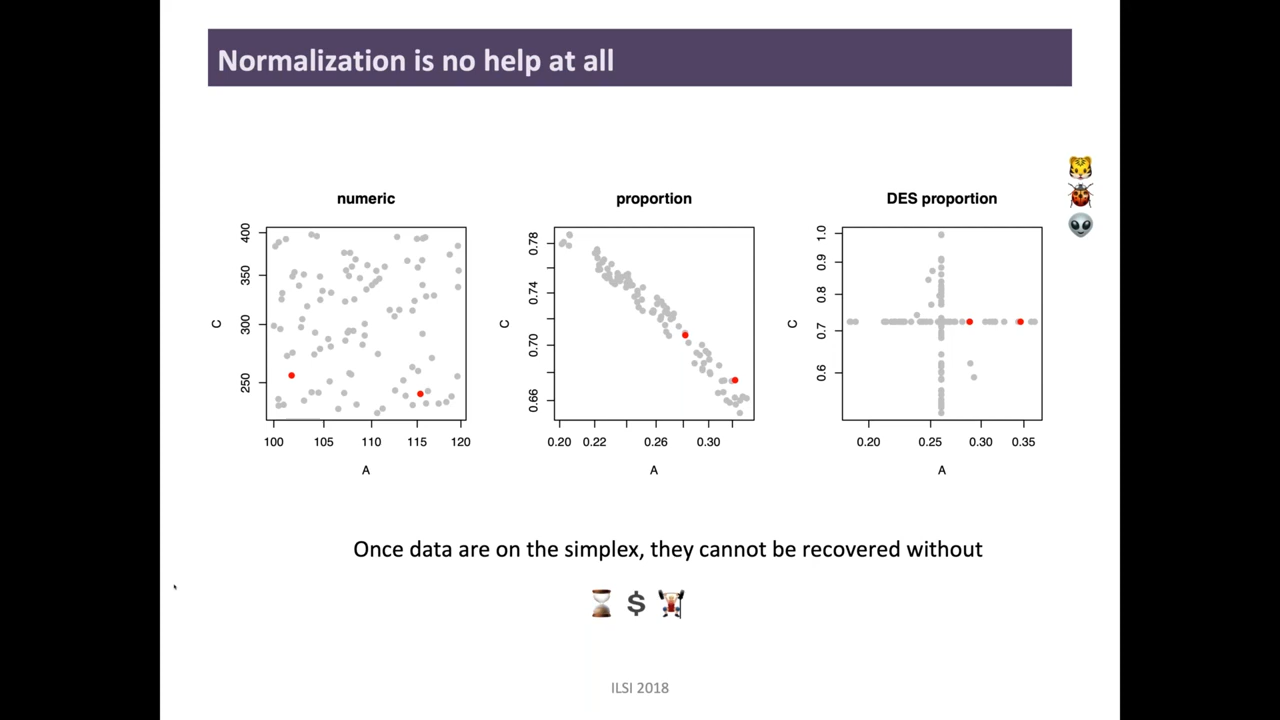 Normalization is no help at all
numeric
400
350
300
250
C
100 105 110 115 120
A
proportion
0.78
0.74
0.70
0.66
C
0.20 0.22 0.26 0.30
A
DES proportion
1.0
0.9
0.8
0.7
0.6
C
0.20 0.25 0.30 0.35
A
Once data are on the simplex, they cannot be recovered without
$
ILSI 2018